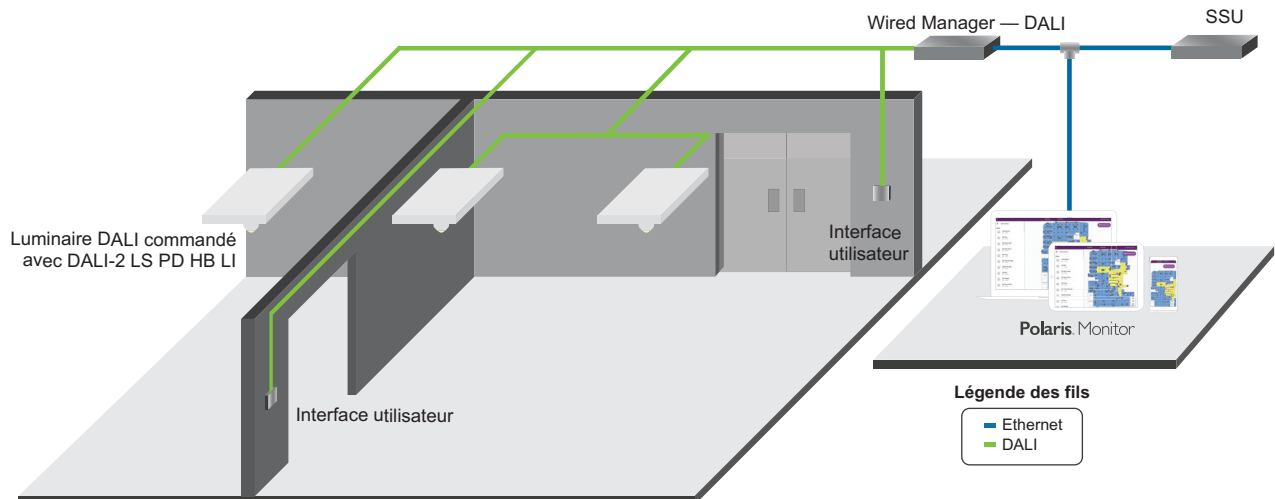 Wired Manager — DALI
SSU
Luminaire DALI commandé
avec DALI-2 LS PD HB LI
Interface
utilisateur
Interface utilisateur
Polaris. Monitor
Légende des fils
Ethernet
DALI